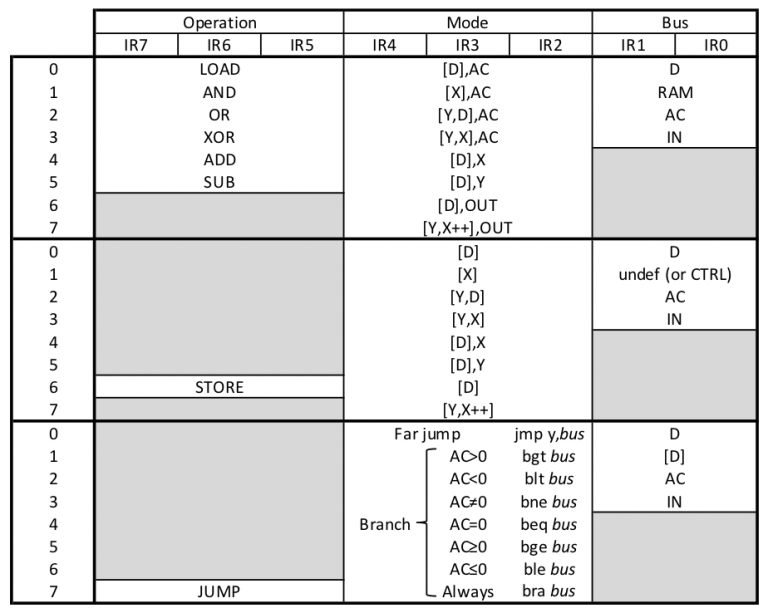 Operation Mode Bus
IR7 IR6 IR5 IR4 IR3 IR2 IR1 IR0
0 LOAD [D],AC D
1 AND [X],AC RAM
2 OR [Y,D],AC AC
3 XOR [Y,X],AC IN
4 ADD [D],X
5 SUB [D],Y
6 [D],OUT
7 [Y,X++],OUT
0 [D] D
1 [X] undef (or CTRL)
2 [Y,D] AC
3 [Y,X] IN
4 [D],X
5 [D],Y
6 STORE [D]
7 [Y,X++]
0 Far jump jmp y,bus D
1 AC>0 bgt bus [D]
2 AC<0 blt bus AC
3 AC≠0 bne bus IN
4 Branch AC=0 beq bus
5 AC≥0 bge bus
6 AC≤0 ble bus
7 JUMP Always bra bus